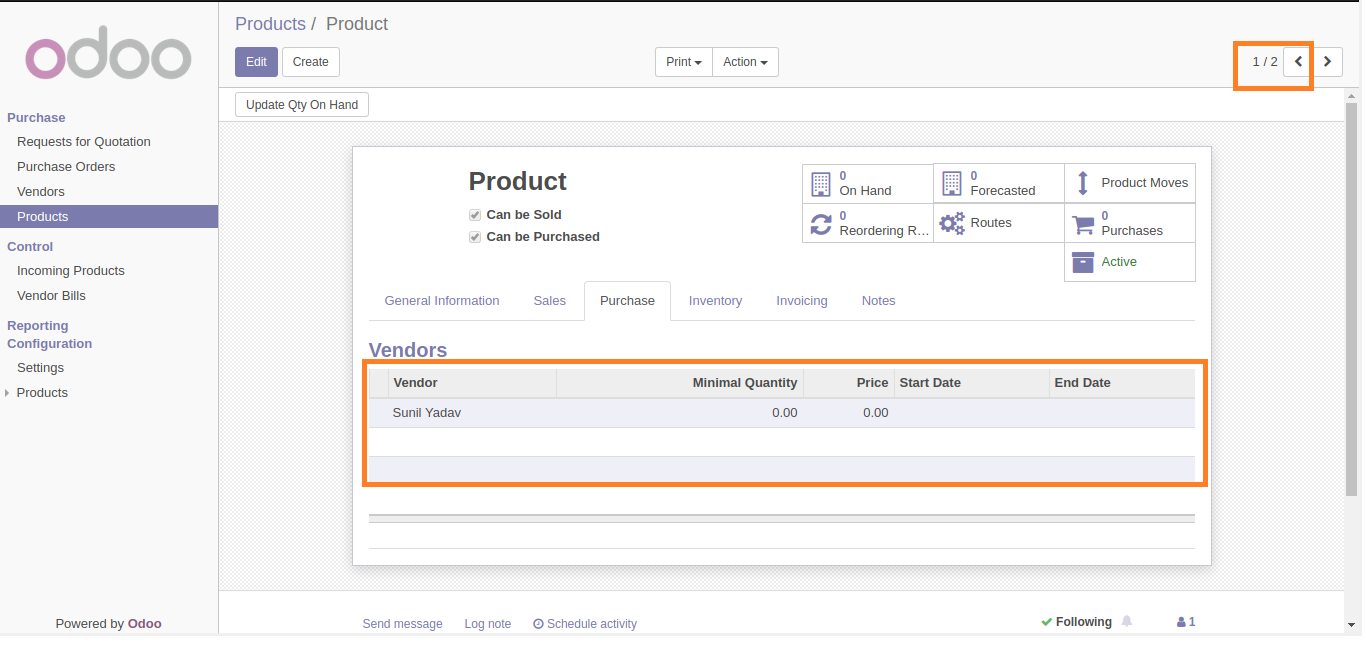 odoo
Products / Product
Edit Create Print Action 1 / 2
Update Qty On Hand
Purchase
Requests for Quotation
Purchase Orders
Vendors
Products
Control
Incoming Products
Vendor Bills
Reporting
Configuration
Settings
Products
Powered by Odoo
Product
Can be Sold
Can be Purchased
0
On Hand
0
Forecasted
Product Moves
0
Reordering R...
Routes
0
Purchases
Active
General Information Sales Purchase Inventory Invoicing Notes
Vendors
Vendor Minimal Quantity Price Start Date End Date
Sunil Yadav 0.00 0.00
Send message Log note Schedule activity Following 1